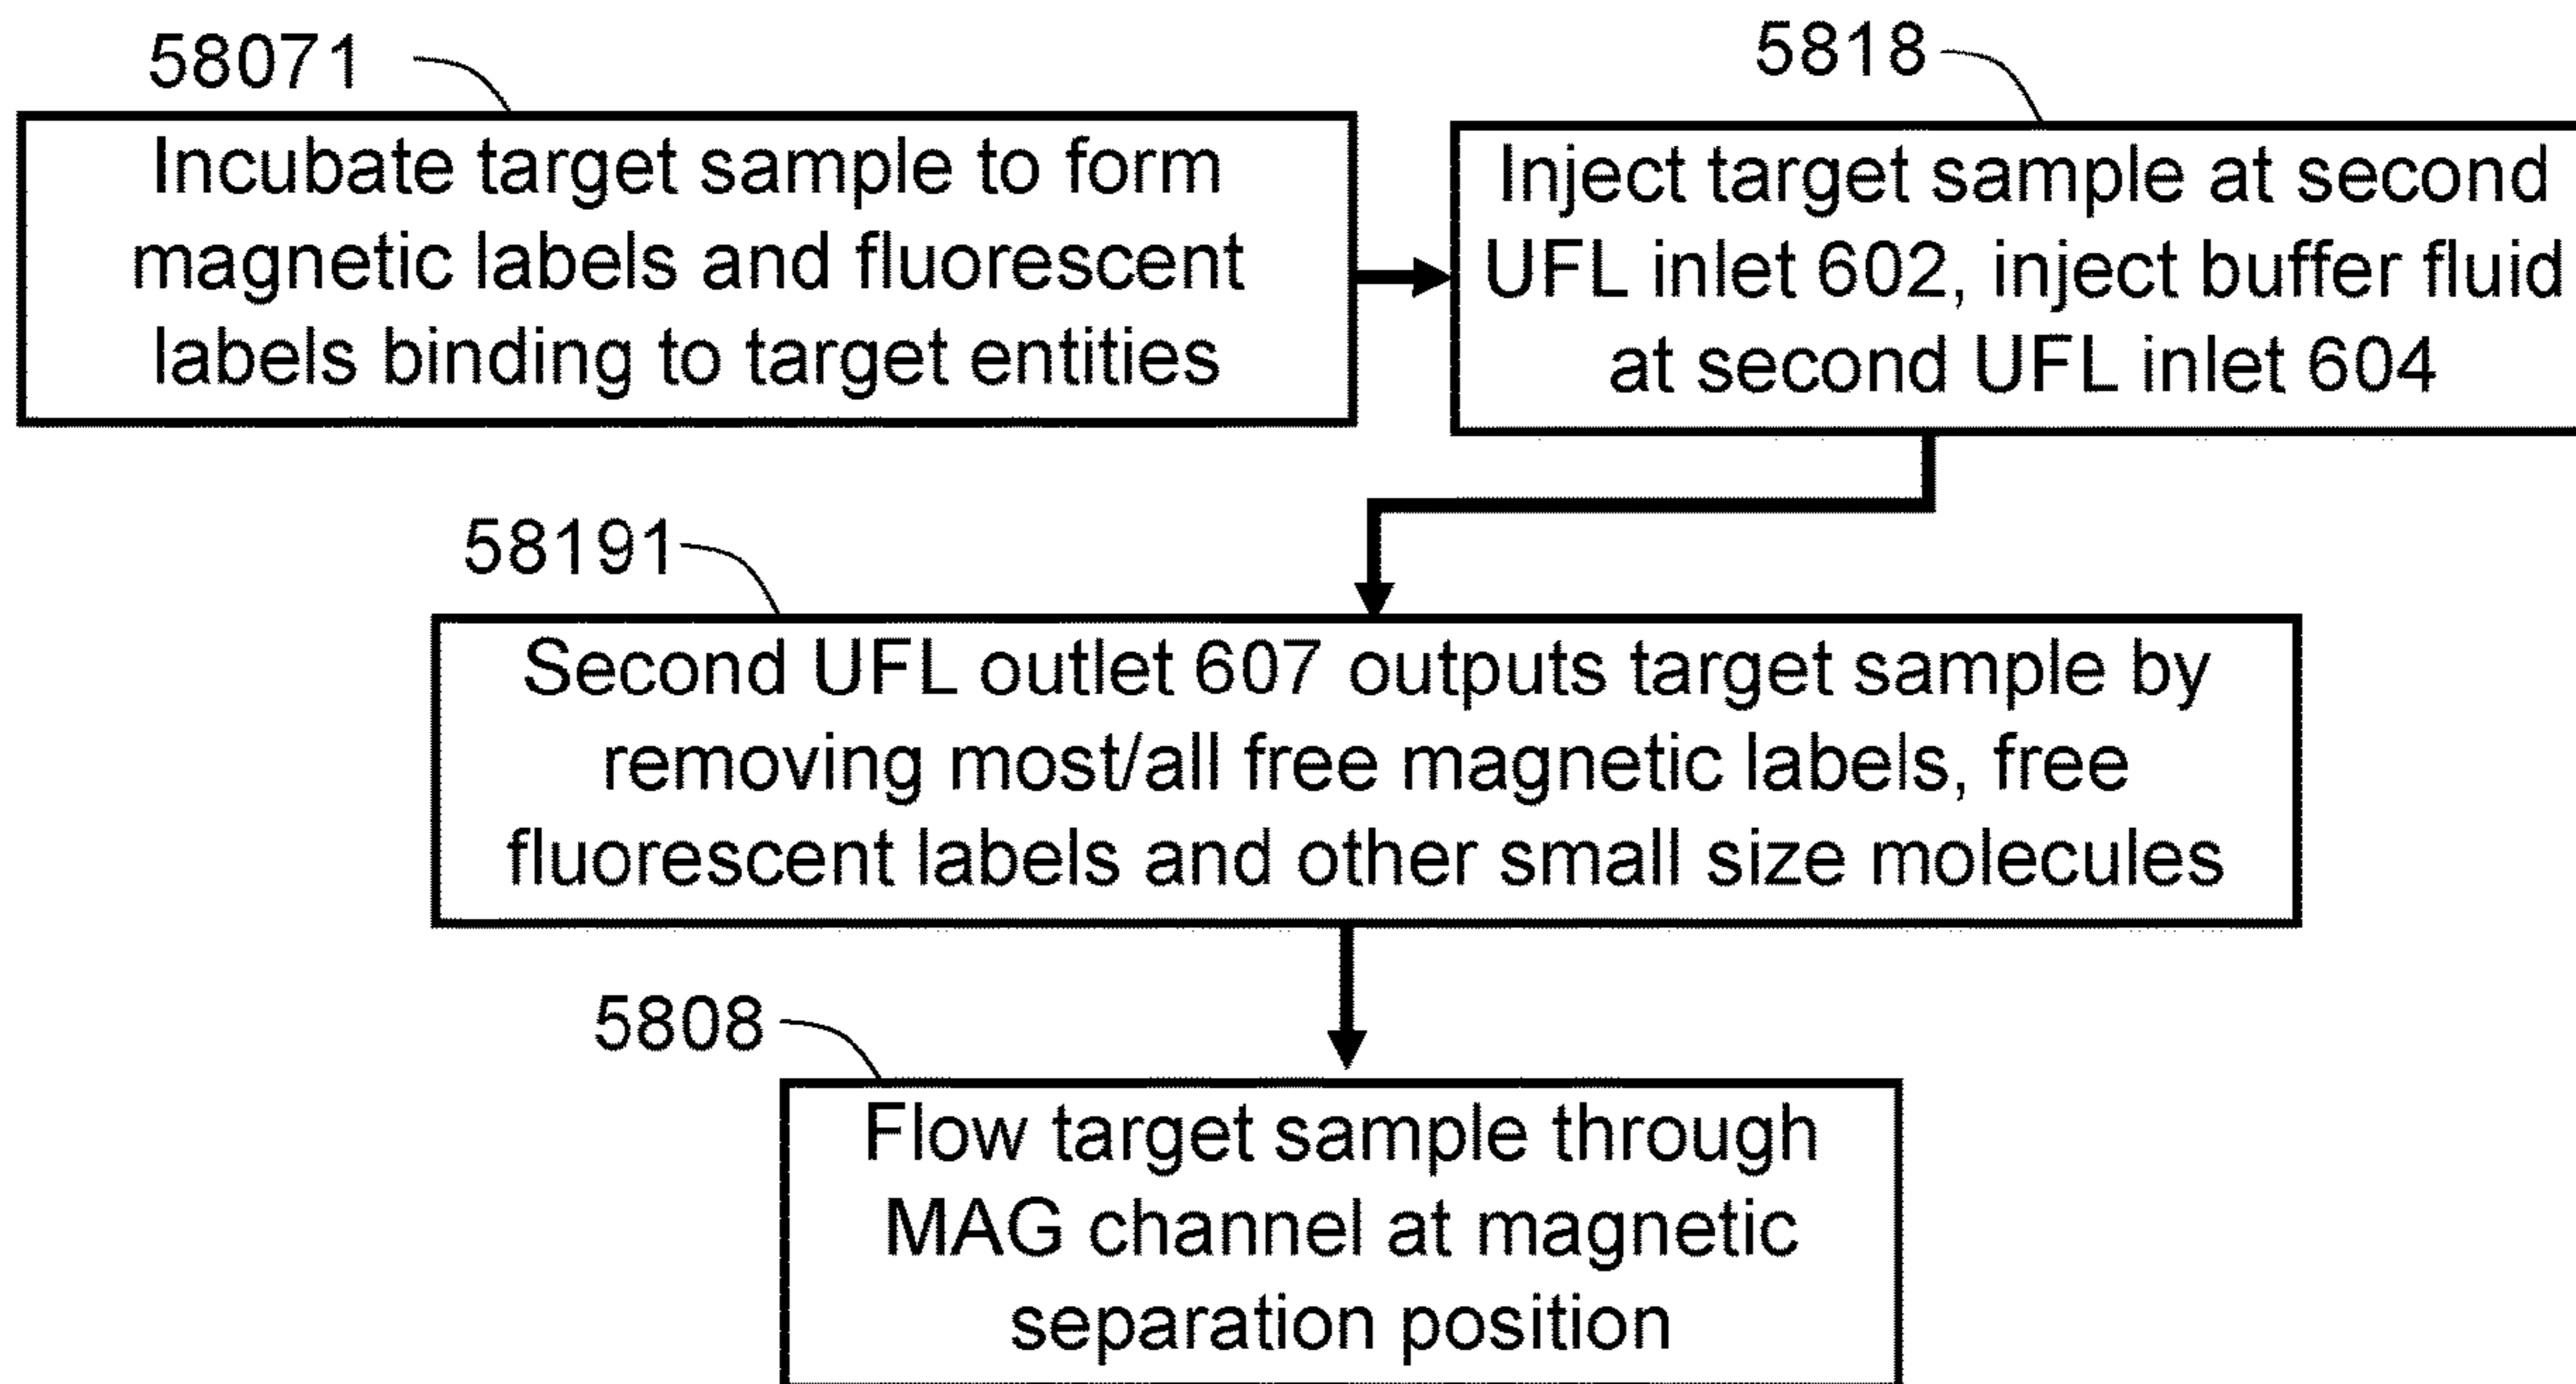 58071
Incubate target sample to form
magnetic labels and fluorescent
labels binding to target entities
5818
Inject target sample at second
UFL inlet 602, inject buffer fluid
at second UFL inlet 604
58191
Second UFL outlet 607 outputs target sample by
removing most/all free magnetic labels, free
fluorescent labels and other small size molecules
5808
Flow target sample through
MAG channel at magnetic
separation position